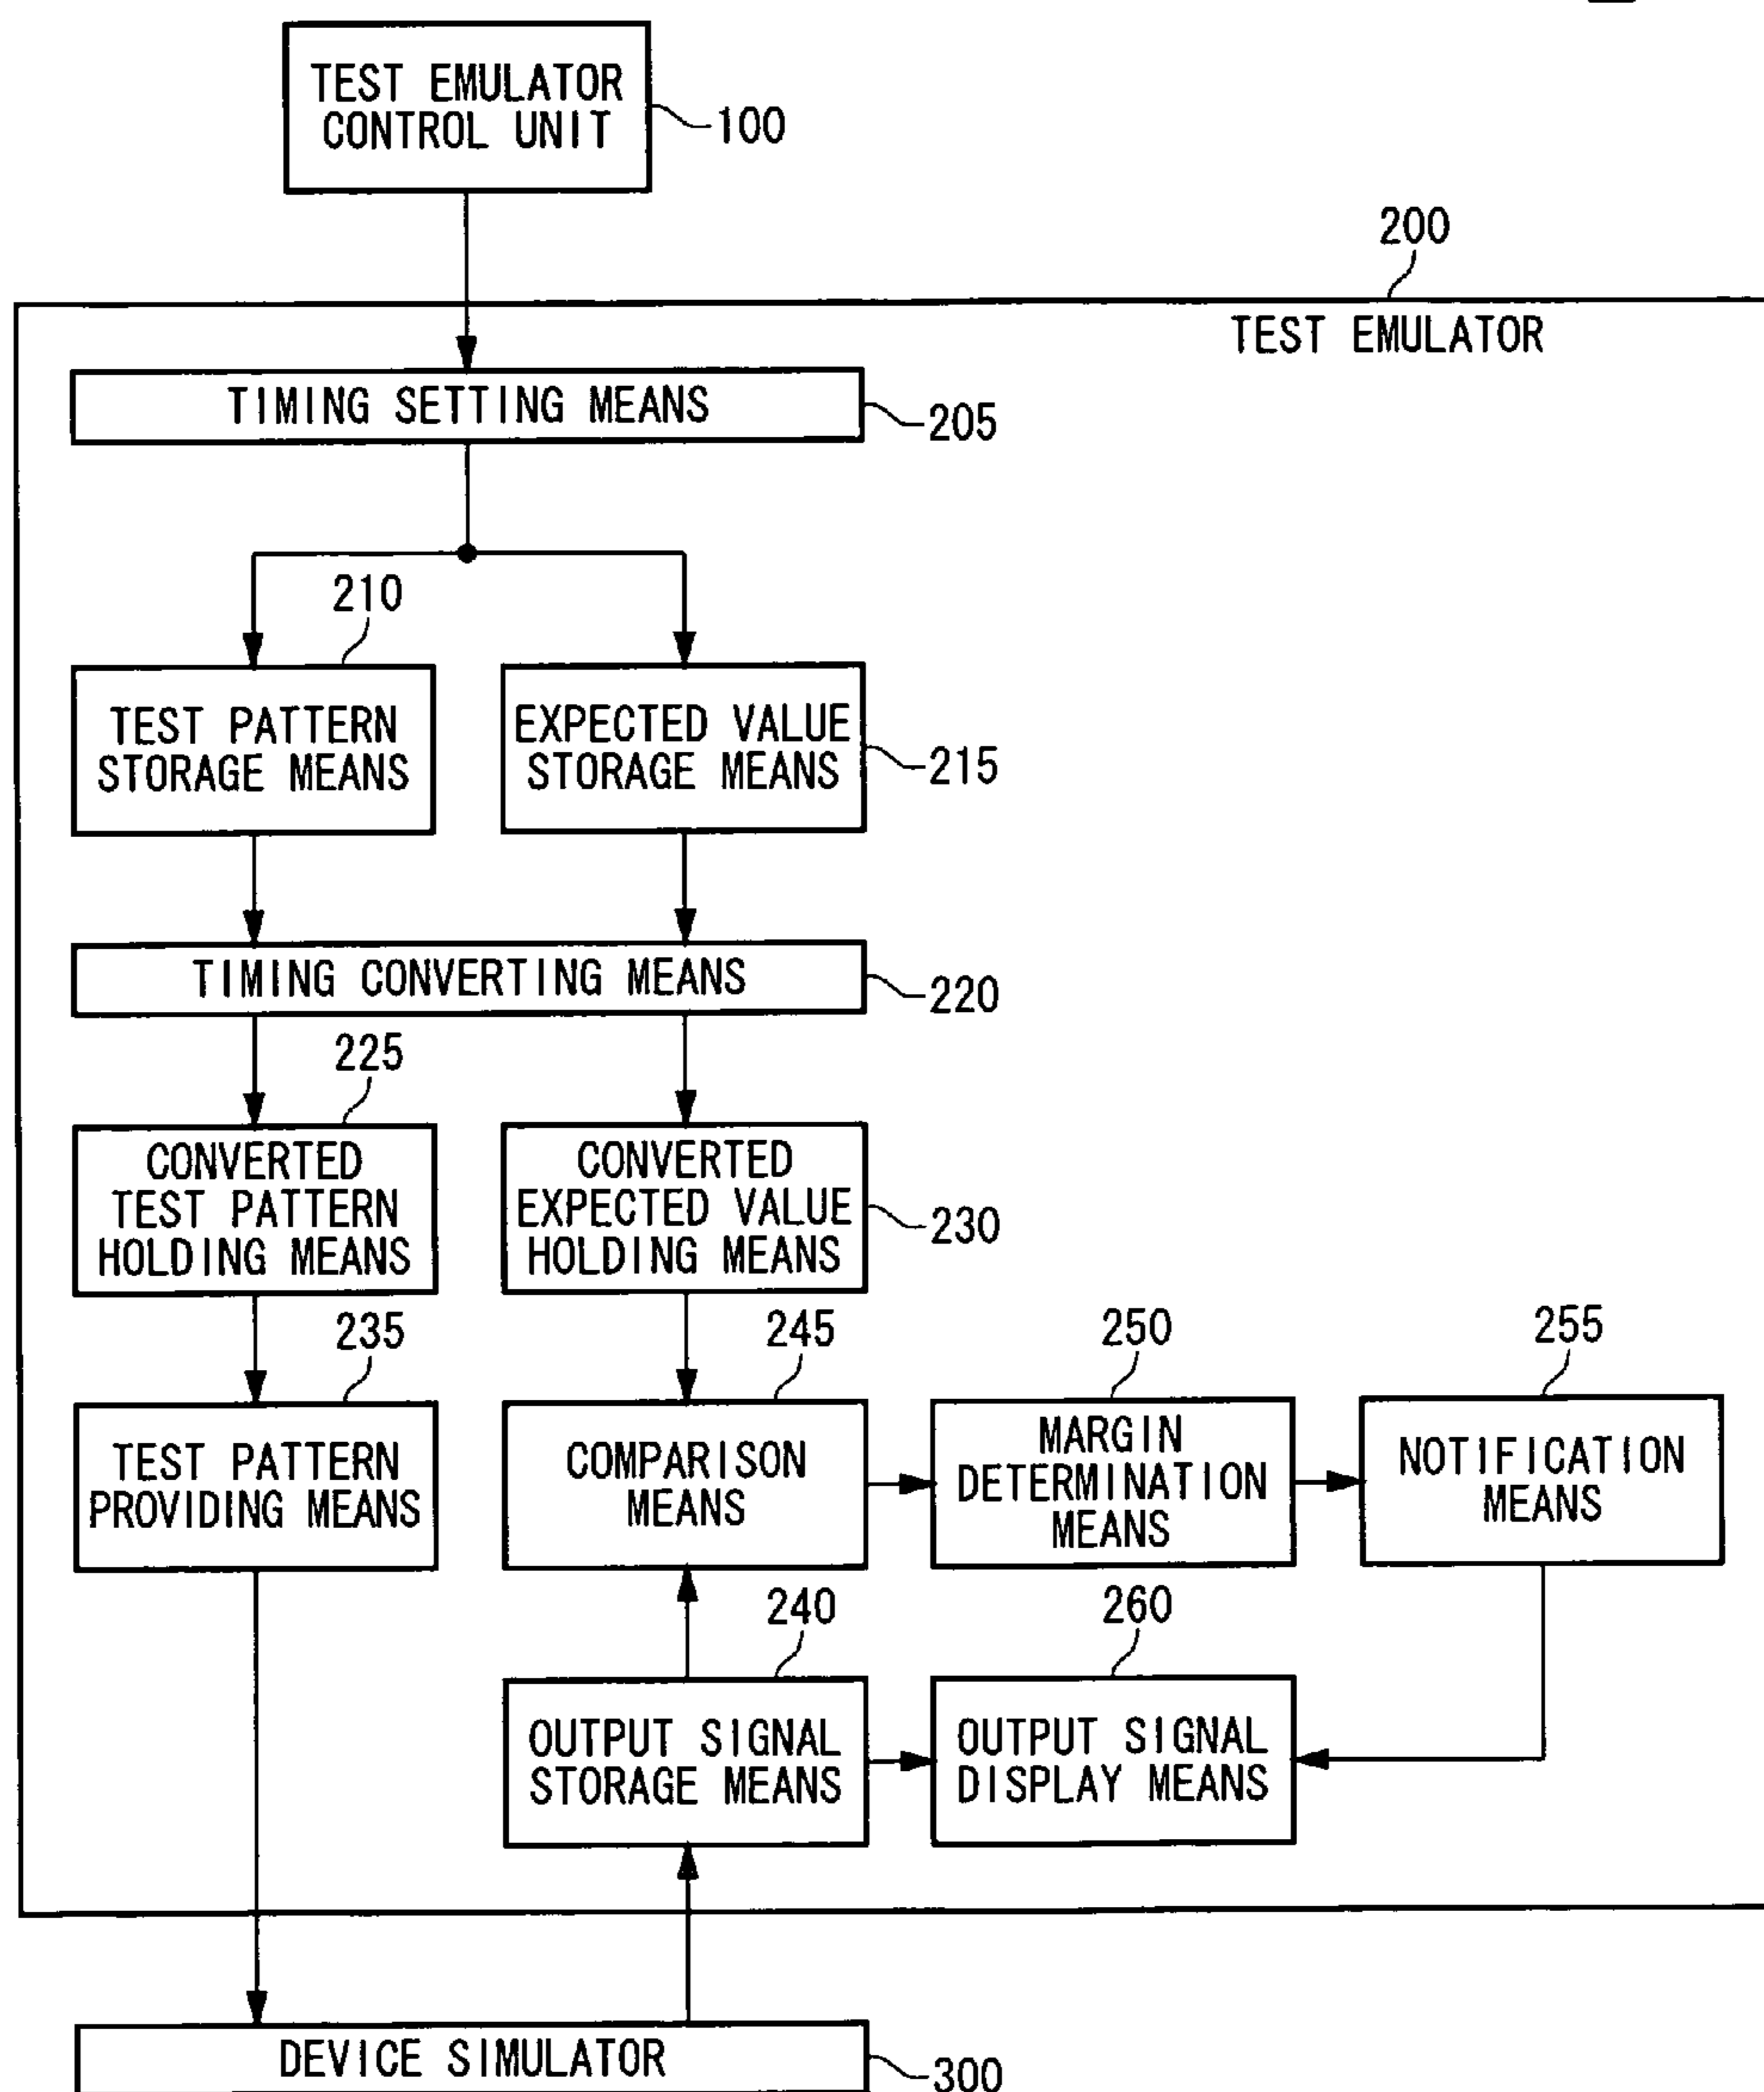 TEST EMULATOR
CONTROL UNIT
100
200
TEST EMULATOR
TIMING SETTING MEANS
205
210
TEST PATTERN
STORAGE MEANS
EXPECTED VALUE
STORAGE MEANS
215
TIMING CONVERTING MEANS
220
225
CONVERTED
TEST PATTERN
HOLDING MEANS
CONVERTED
EXPECTED VALUE
HOLDING MEANS
230
235
TEST PATTERN
PROVIDING MEANS
245
COMPARISON
MEANS
250
MARGIN
DETERMINATION
MEANS
255
NOTIFICATION
MEANS
240
OUTPUT SIGNAL
STORAGE MEANS
260
OUTPUT SIGNAL
DISPLAY MEANS
DEVICE SIMULATOR
300